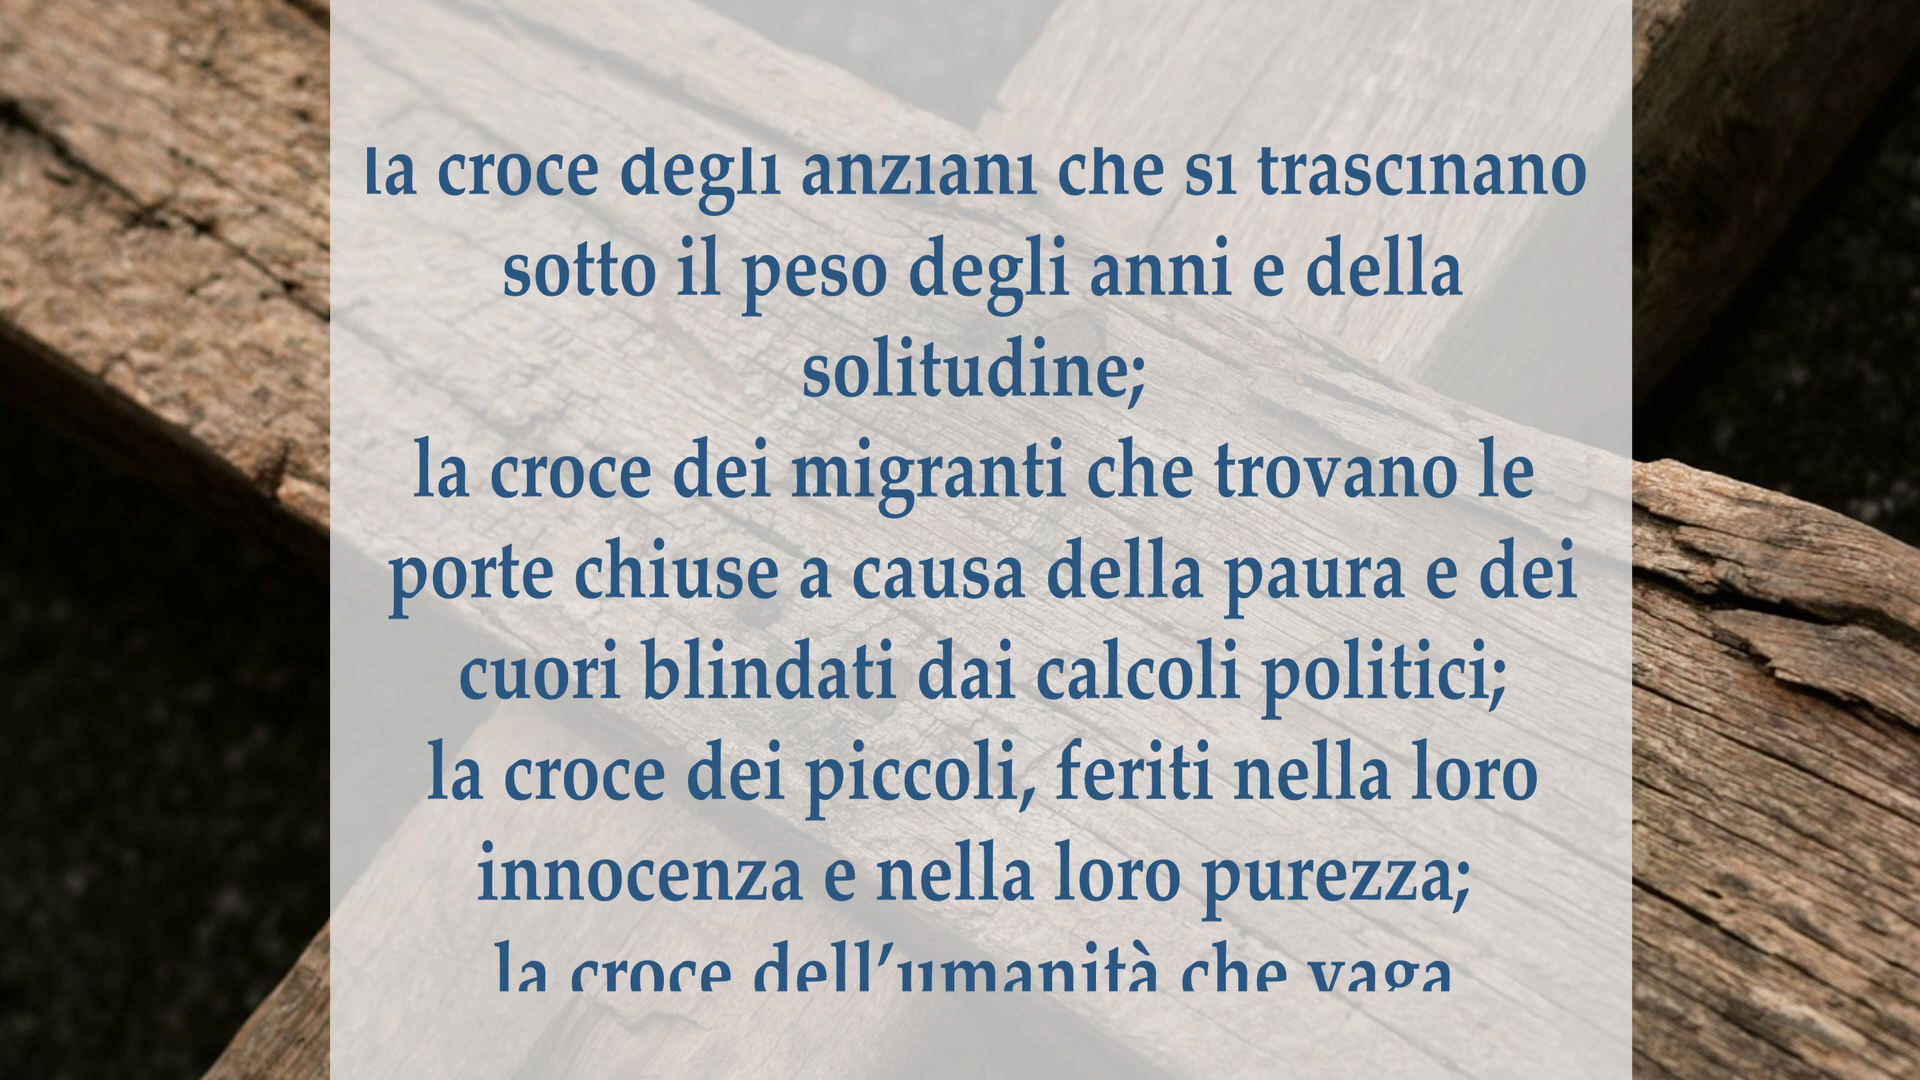 la croce degli anziani che si trascinano
sotto il peso degli anni e della
solitudine;
la croce dei migranti che trovano le
porte chiuse a causa della paura e dei
cuori blindati dai calcoli politici;
la croce dei piccoli, feriti nella loro
innocenza e nella loro purezza;
la croce dell’umanità che vaga